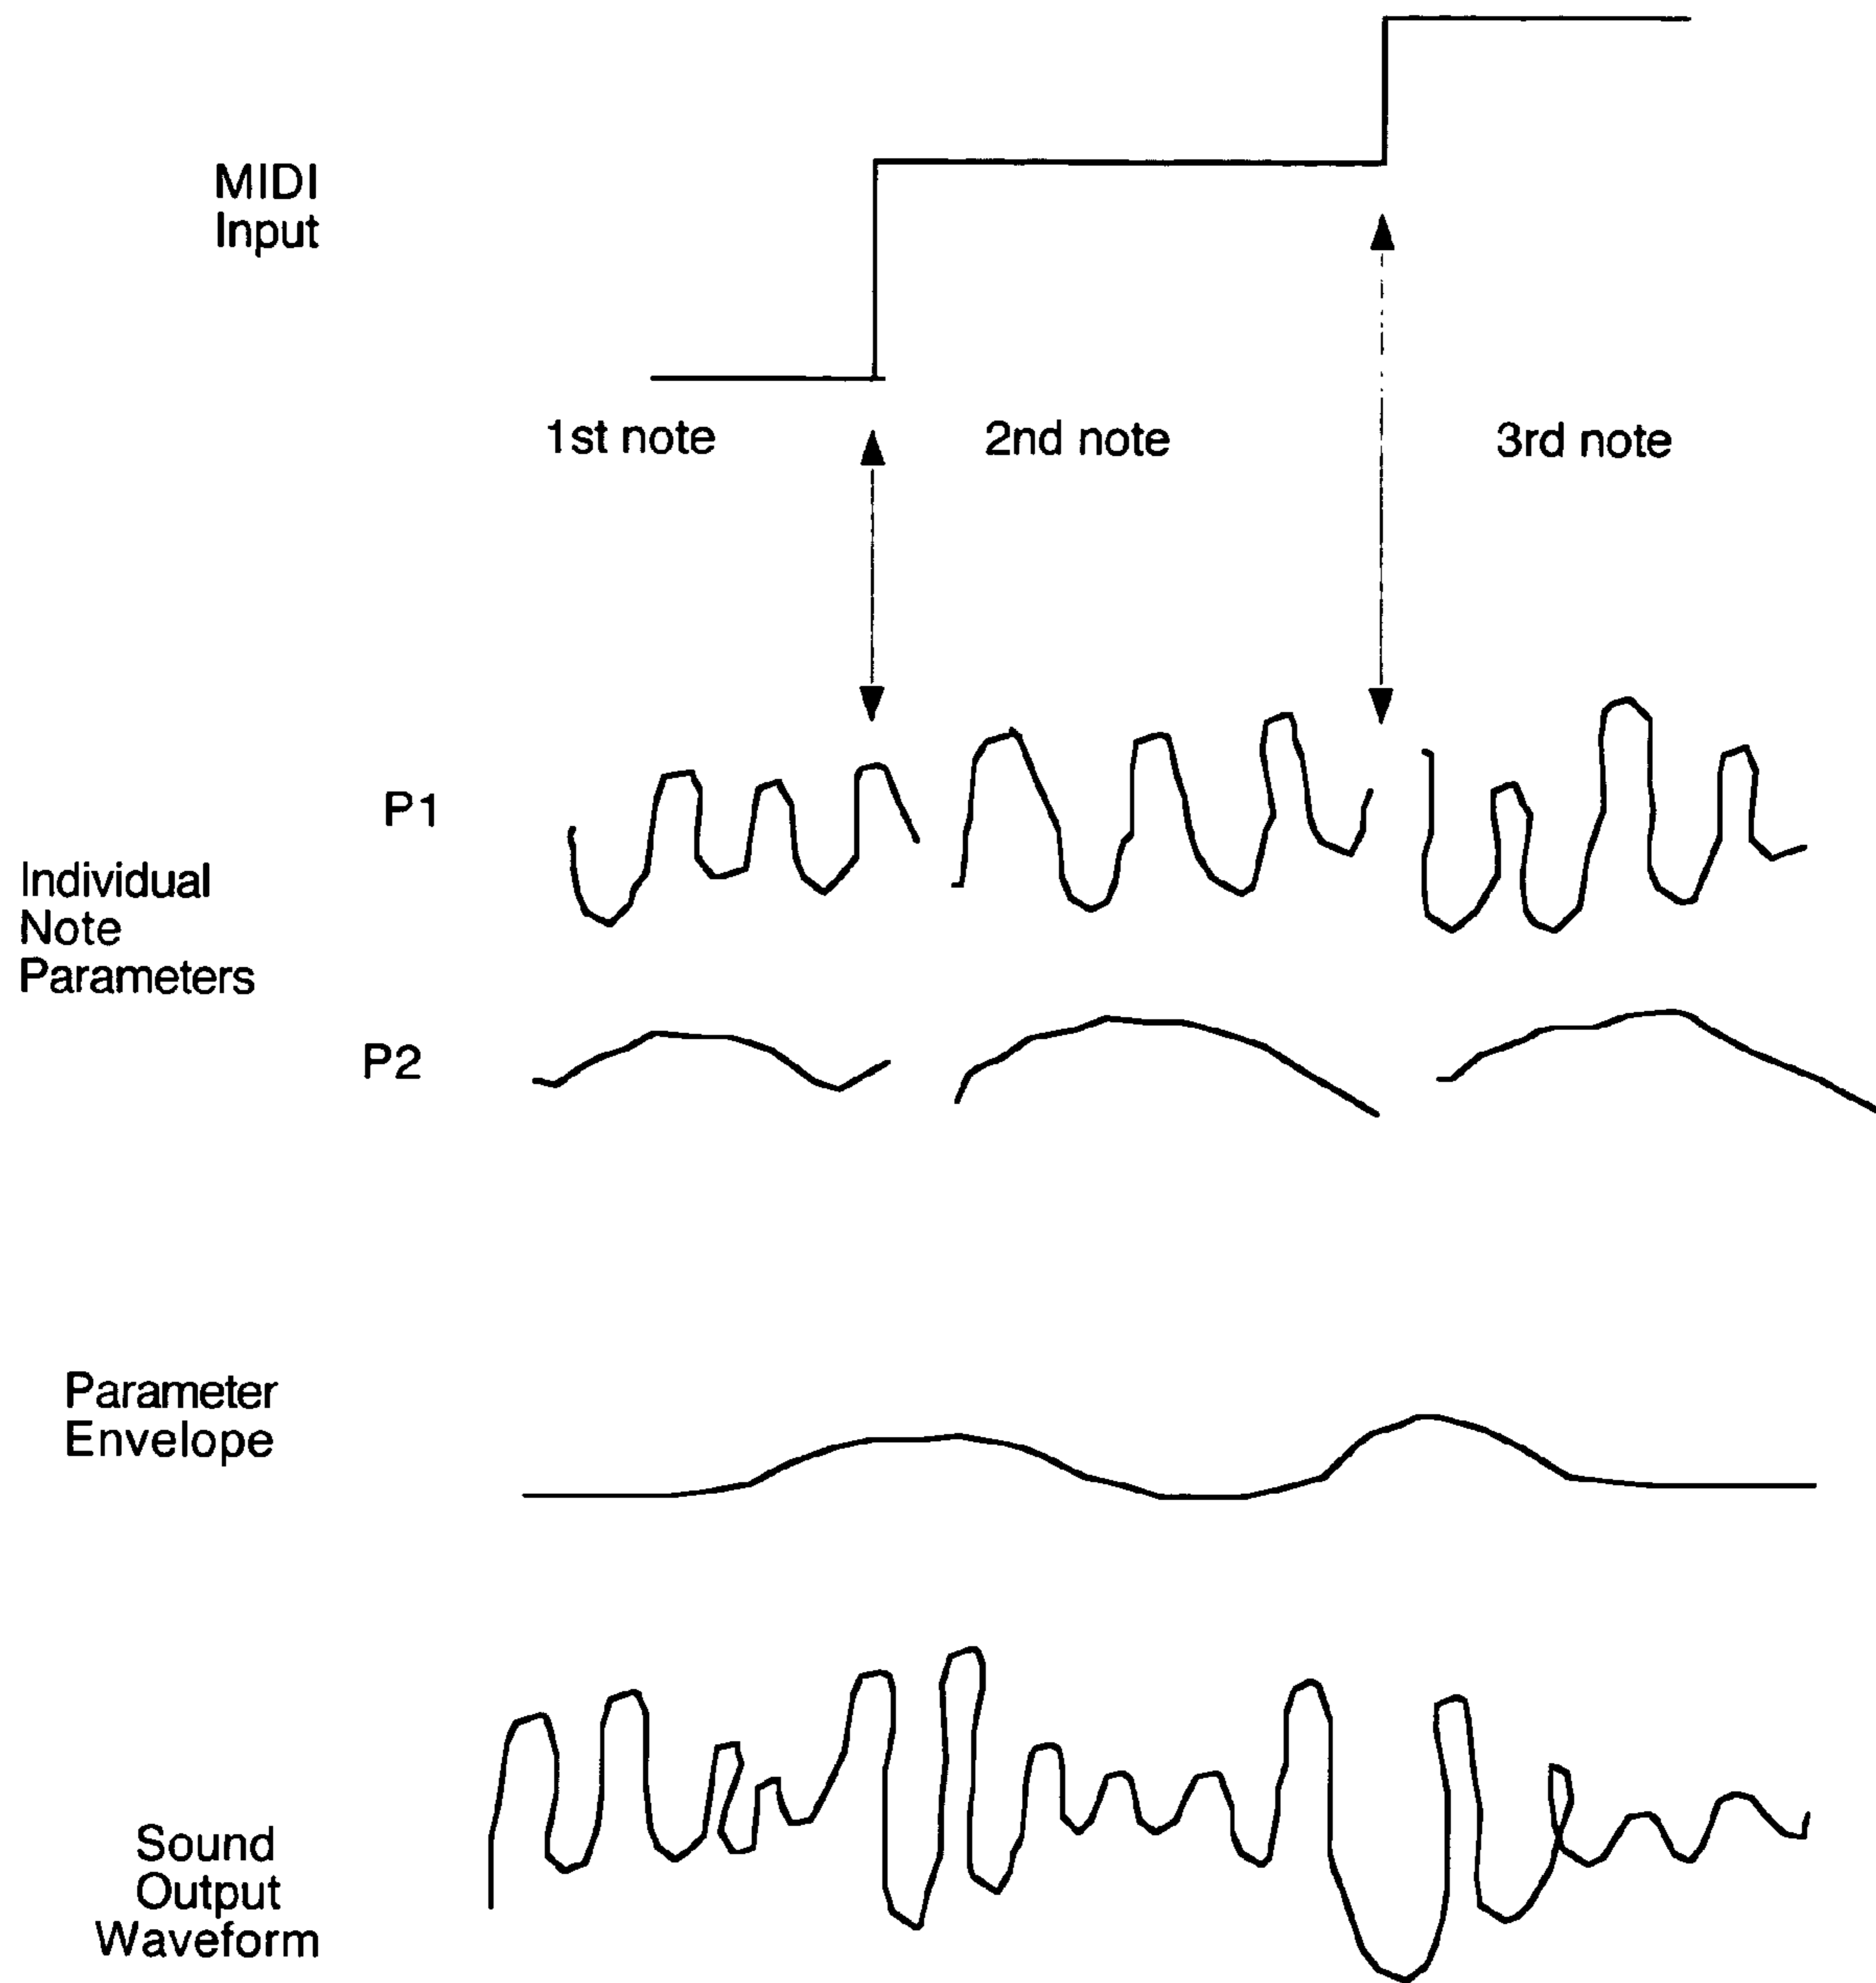 MIDI
Input
1st note
2nd note
3rd note
P1
Individual
Note
Parameters
P2
Parameter
Envelope
Sound
Output
Waveform